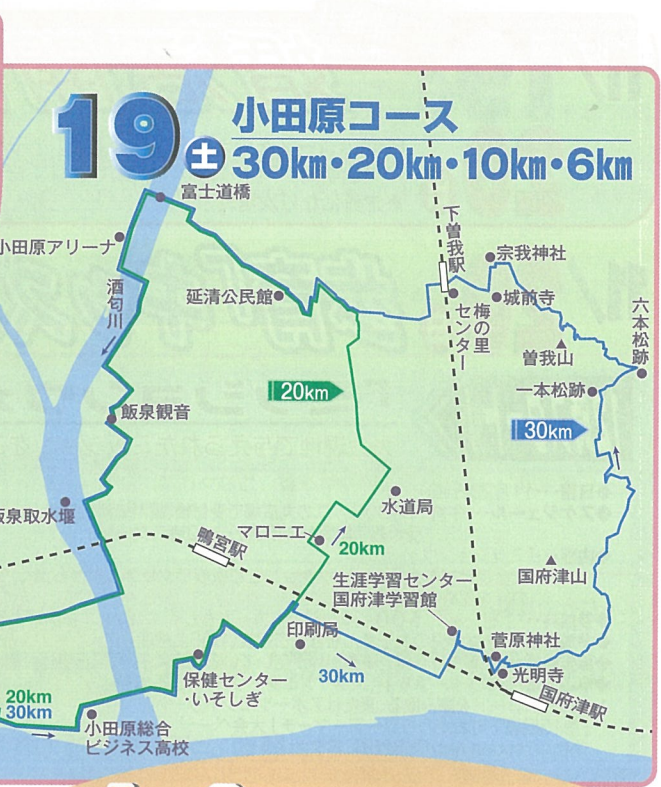 19土
小田原コース
30km・20km・10km・6km
富士道橋
小田原アリーナ
酒匂川
延清公民館
下曽我駅
宗我神社
城前寺
梅の里
センター
六本松跡
曽我山
一本松跡
20km
30km
飯泉観音
飯泉取水堰
水道局
マロニエ
鴨宮駅
20km
生涯学習センター
国府津学習館
国府津山
印刷局
30km
菅原神社
光明寺
国府津駅
保健センター
・いそしぎ
20km
30km
小田原総合
ビジネス高校